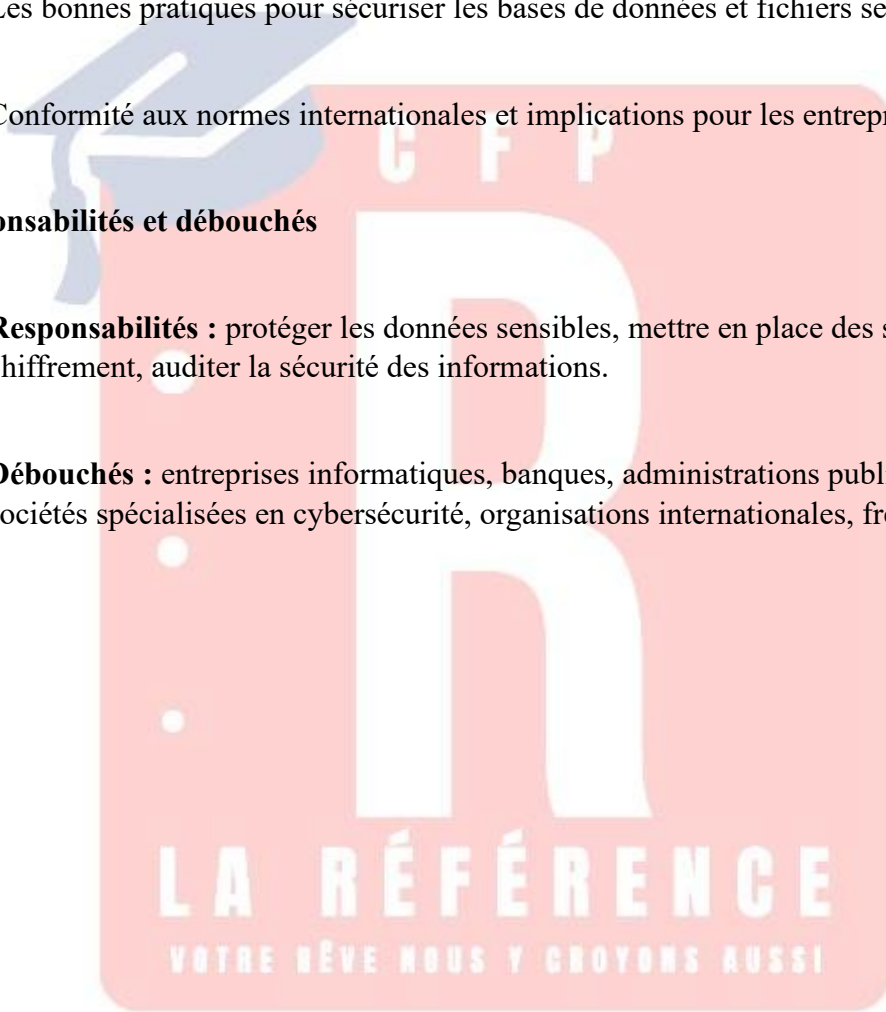 Les bonnes pratiques pour sécuriser les bases de données et fichiers se
Conformité aux normes internationales et implications pour les entrepr
C F P
onsabilités et débouchés
Responsabilités : protéger les données sensibles, mettre en place des s
hiffrement, auditer la sécurité des informations.
Débouchés : entreprises informatiques, banques, administrations publi
ociétés spécialisées en cybersécurité, organisations internationales, fr
R
LA RÉFÉRENCE
VOTRE RÊVE NOUS Y CROYONS AUSSI